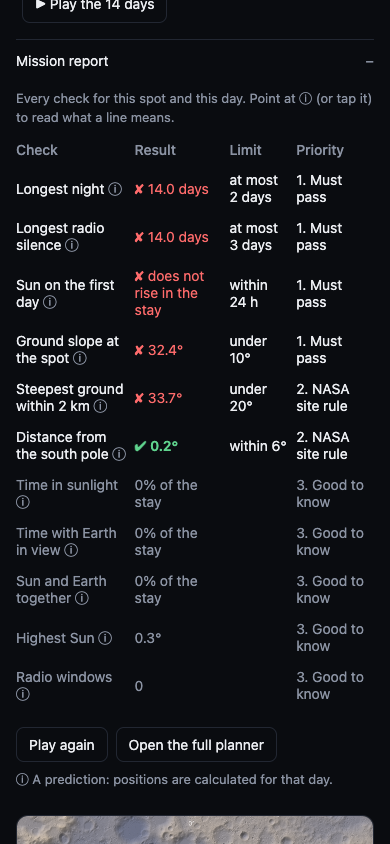 ▶ Play the 14 days
Mission report –
Every check for this spot and this day. Point at ⓘ (or tap it)
to read what a line means.
Check Result Limit Priority
Longest night ⓘ ✘ 14.0 days at most 2 days 1. Must pass
Longest radio silence ⓘ ✘ 14.0 days at most 3 days 1. Must pass
Sun on the first day ⓘ ✘ does not rise in the stay within 24 h 1. Must pass
Ground slope at the spot ⓘ ✘ 32.4° under 10° 1. Must pass
Steepest ground within 2 km ⓘ ✘ 33.7° under 20° 2. NASA site rule
Distance from the south pole ⓘ ✔ 0.2° within 6° 2. NASA site rule
Time in sunlight ⓘ 0% of the stay 3. Good to know
Time with Earth in view ⓘ 0% of the stay 3. Good to know
Sun and Earth together ⓘ 0% of the stay 3. Good to know
Highest Sun ⓘ 0.3° 3. Good to know
Radio windows ⓘ 0 3. Good to know
Play again Open the full planner
ⓘ A prediction: positions are calculated for that day.